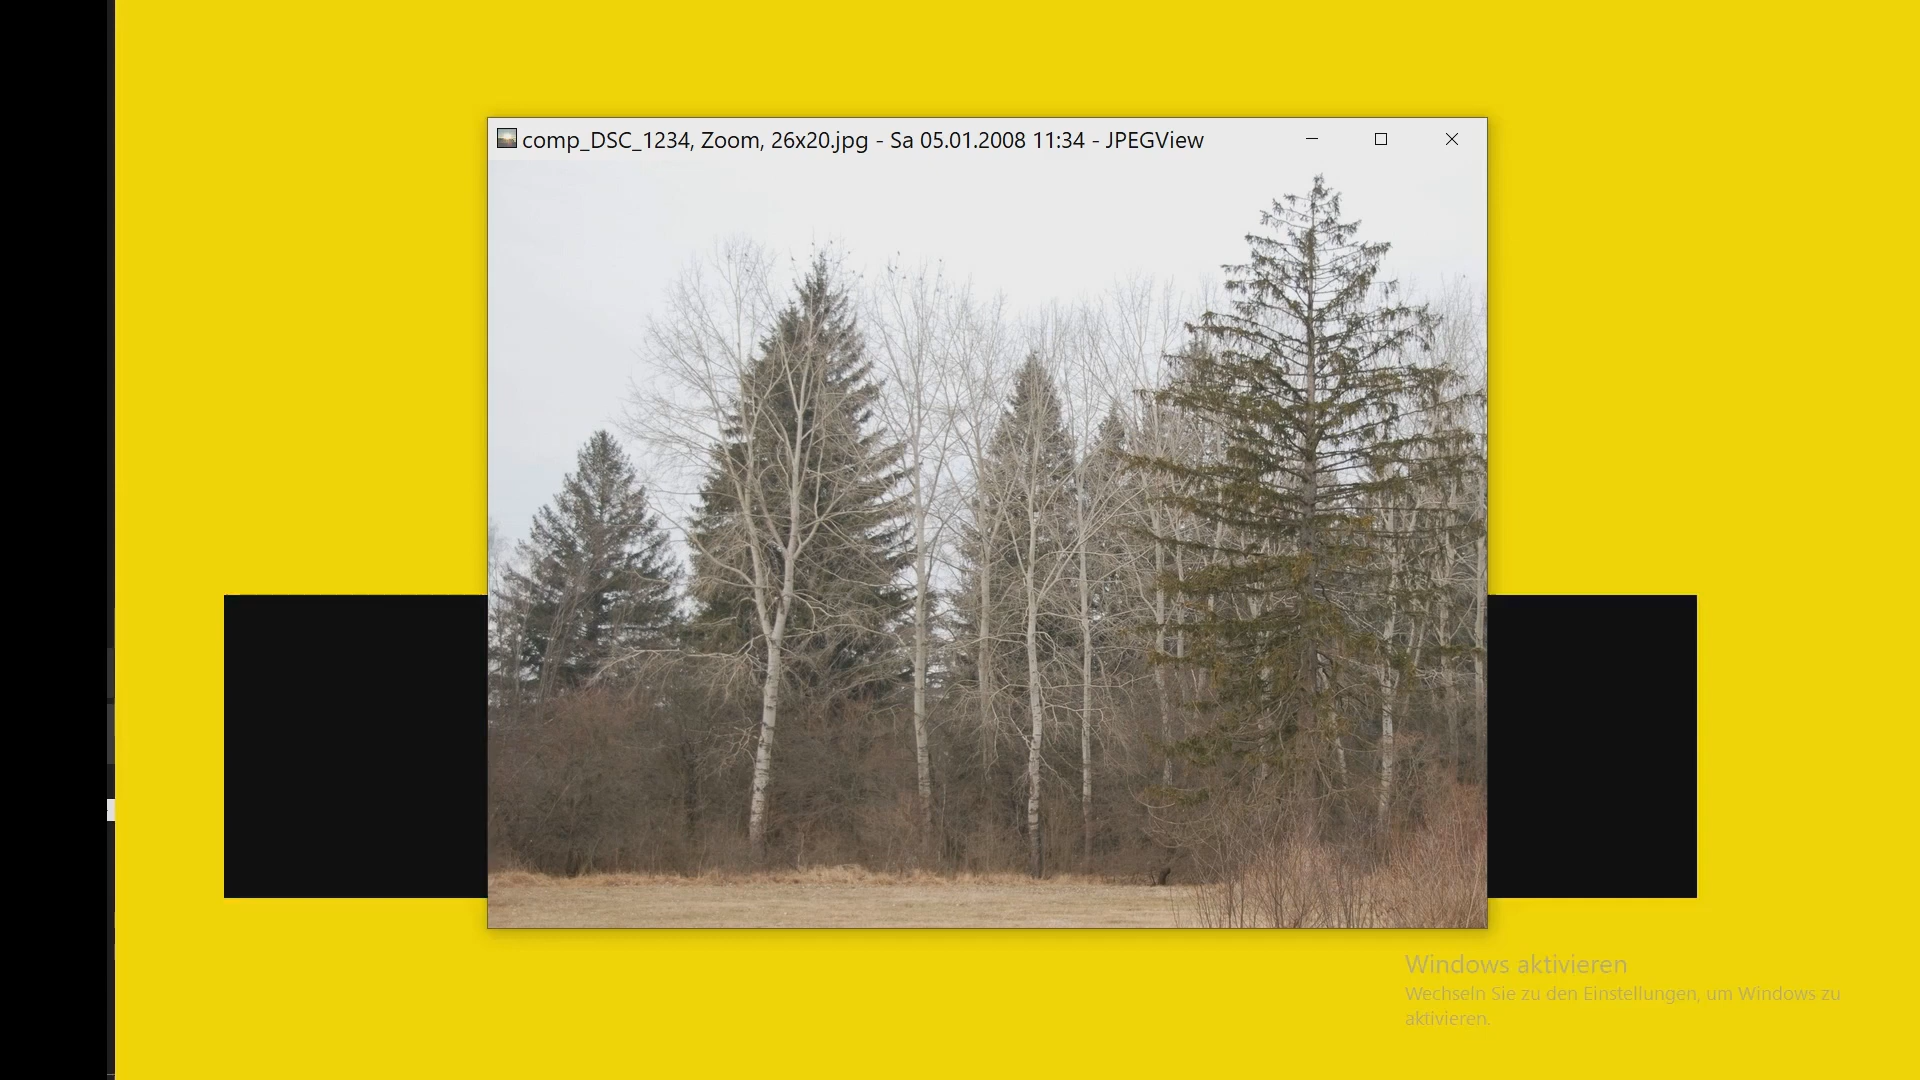 comp_DSC_1234, Zoom, 26x20.jpg - Sa 05.01.2008 11:34 - JPEGView
Windows aktivieren
Wechseln Sie zu den Einstellungen, um Windows zu
aktivieren.